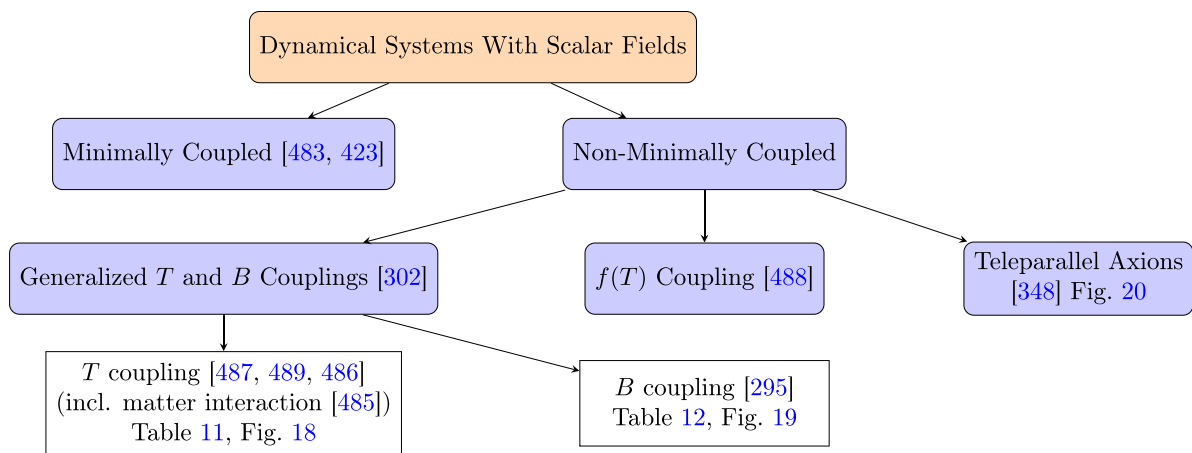 Dynamical Systems With Scalar Fields
Minimally Coupled [483, 423]
Non-Minimally Coupled
Generalized T and B Couplings [302]
f(T) Coupling [488]
Teleparallel Axions
[348] Fig. 20
T coupling [487, 489, 486]
(incl. matter interaction [485])
Table 11, Fig. 18
B coupling [295]
Table 12, Fig. 19